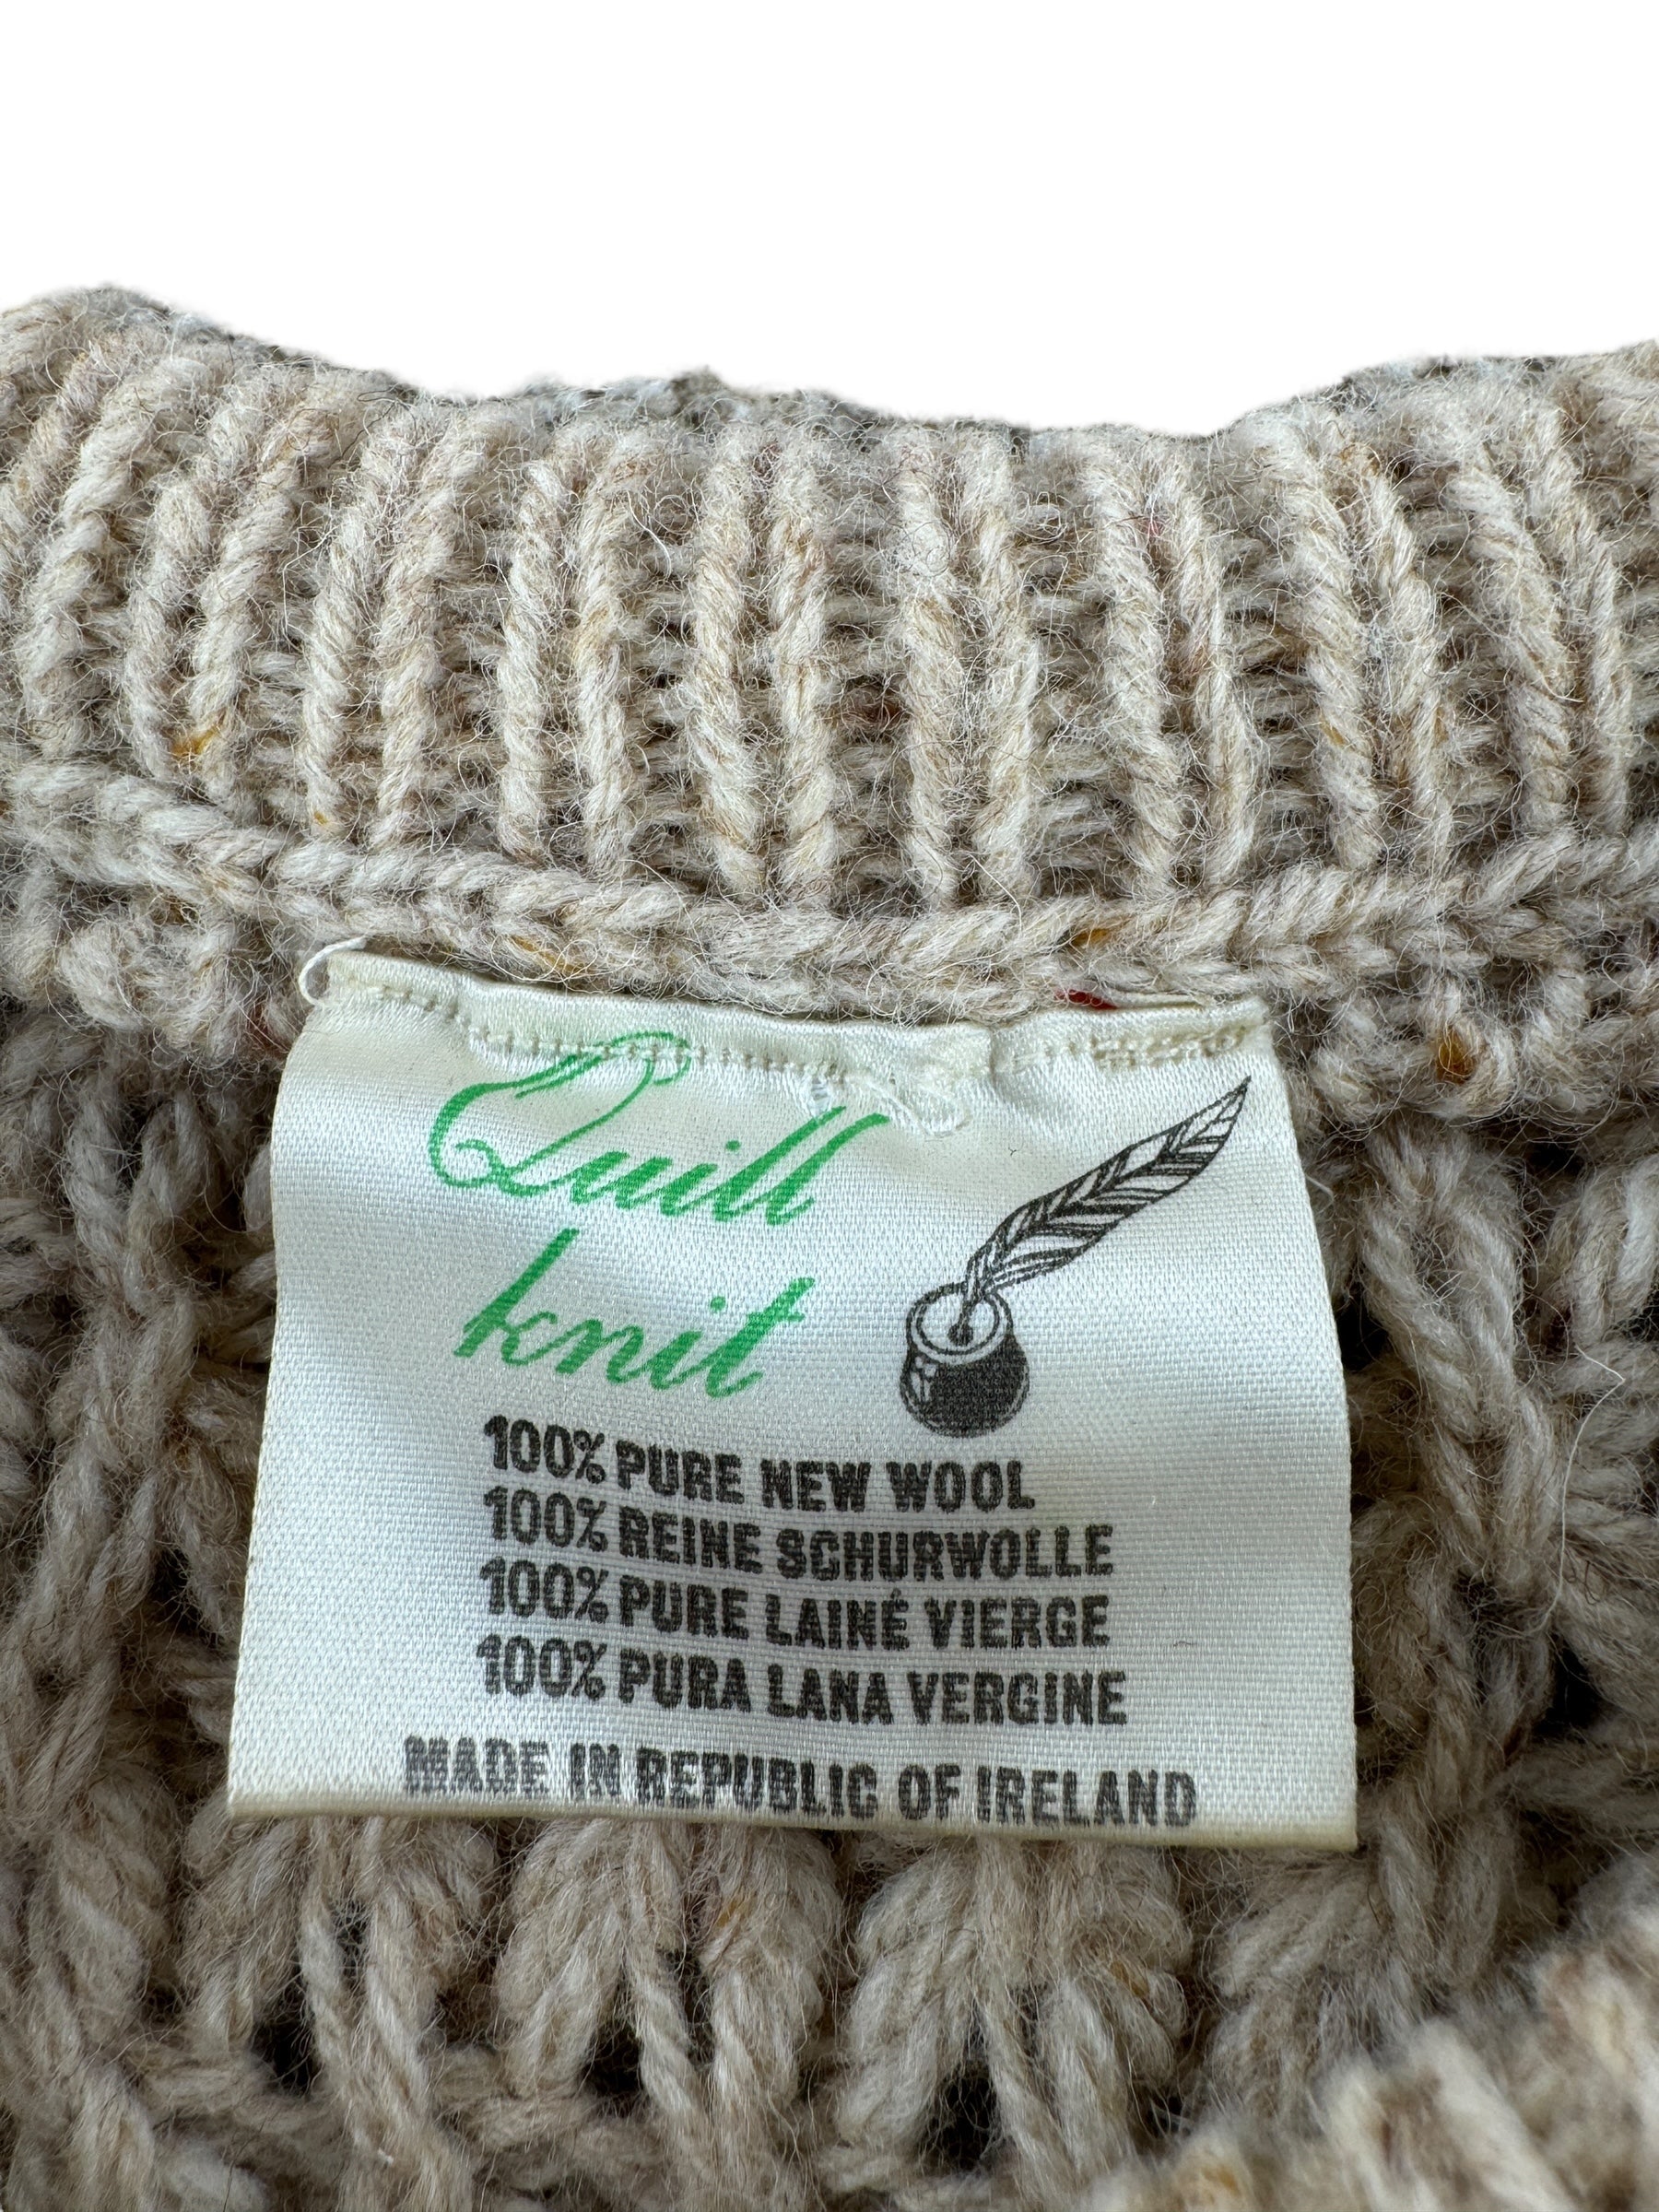 Quill
knit
100% PURE NEW WOOL
100% REINE SCHURWOLLE
100% PURE LAINÉ VIERGE
100% PURA LANA VERGINE
MADE IN REPUBLIC OF IRELAND